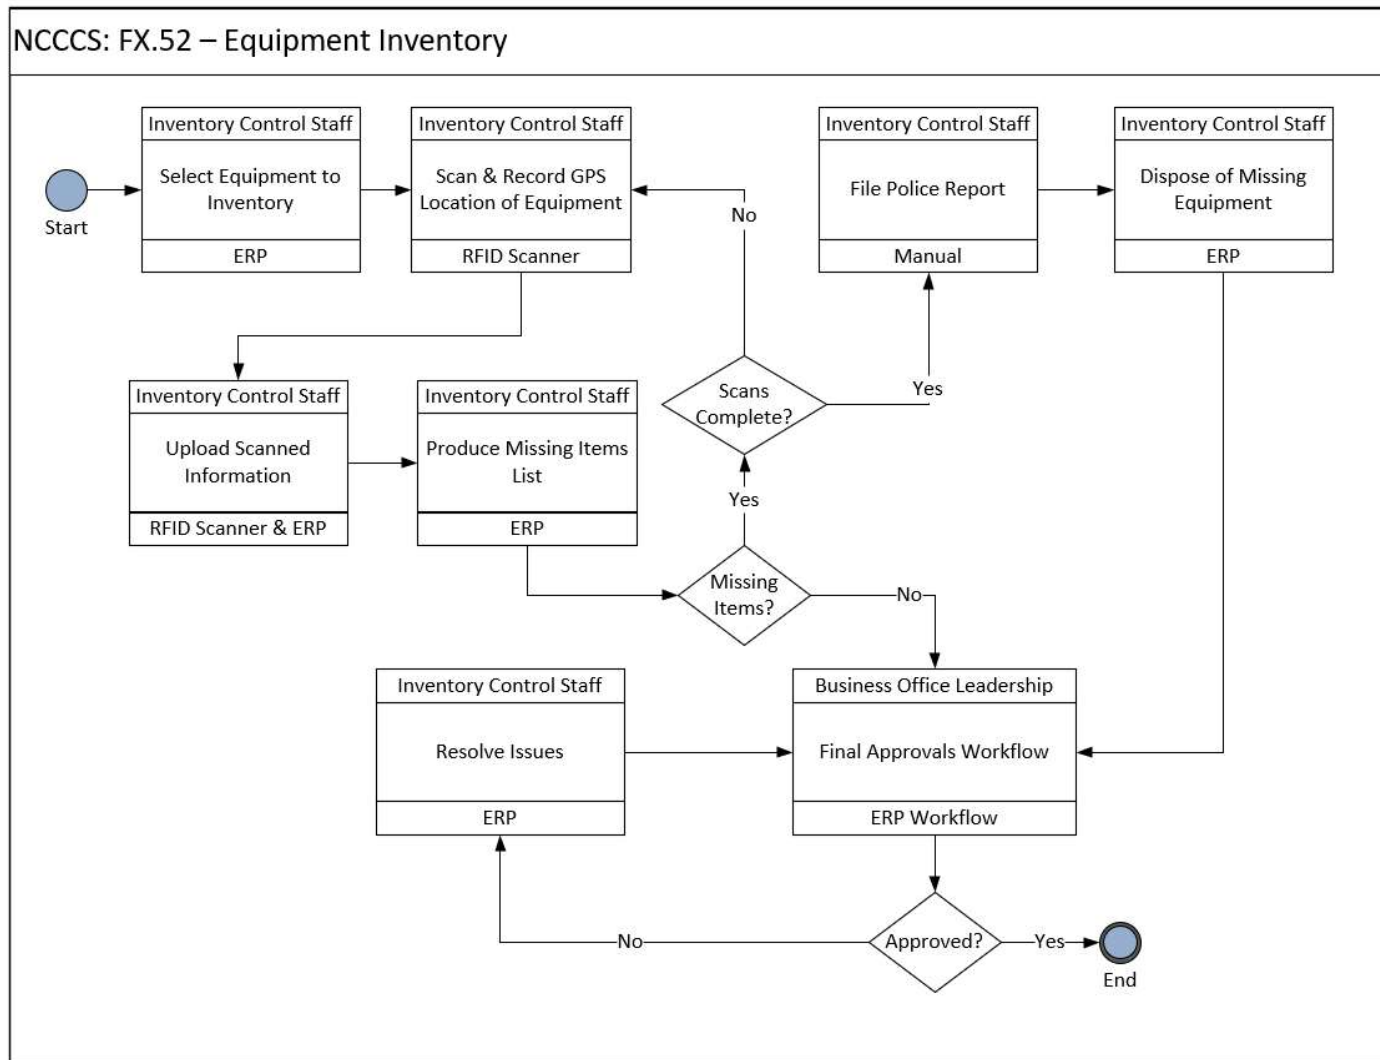 NCCCS: FX.52 – Equipment Inventory
Start
Inventory Control Staff
Select Equipment to
Inventory
ERP
Inventory Control Staff
Scan & Record GPS
Location of Equipment
RFID Scanner
Inventory Control Staff
File Police Report
Manual
Inventory Control Staff
Dispose of Missing
Equipment
ERP
No
Scans
Complete?
Yes
Inventory Control Staff
Upload Scanned
Information
RFID Scanner & ERP
Inventory Control Staff
Produce Missing Items
List
ERP
Yes
Missing
Items?
No
Inventory Control Staff
Resolve Issues
ERP
Business Office Leadership
Final Approvals Workflow
ERP Workflow
No
Approved?
Yes
End